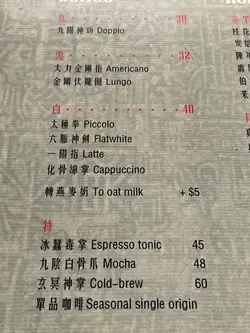 30
九陽神功 Doppio
黑 32
大力金剛指 Americano
金剛伏魔圈 Lungo
白 40
太極拳 Piccolo
六脈神劍 Flatwhite
一陽指 Latte
化骨綿掌 Cappuccino
轉燕麥奶 To oat milk + $5
特
冰蠶毒掌 Espresso tonic 45
九陰白骨爪 Mocha 48
玄冥神掌 Cold-brew 60
單品咖啡 Seasonal single origin